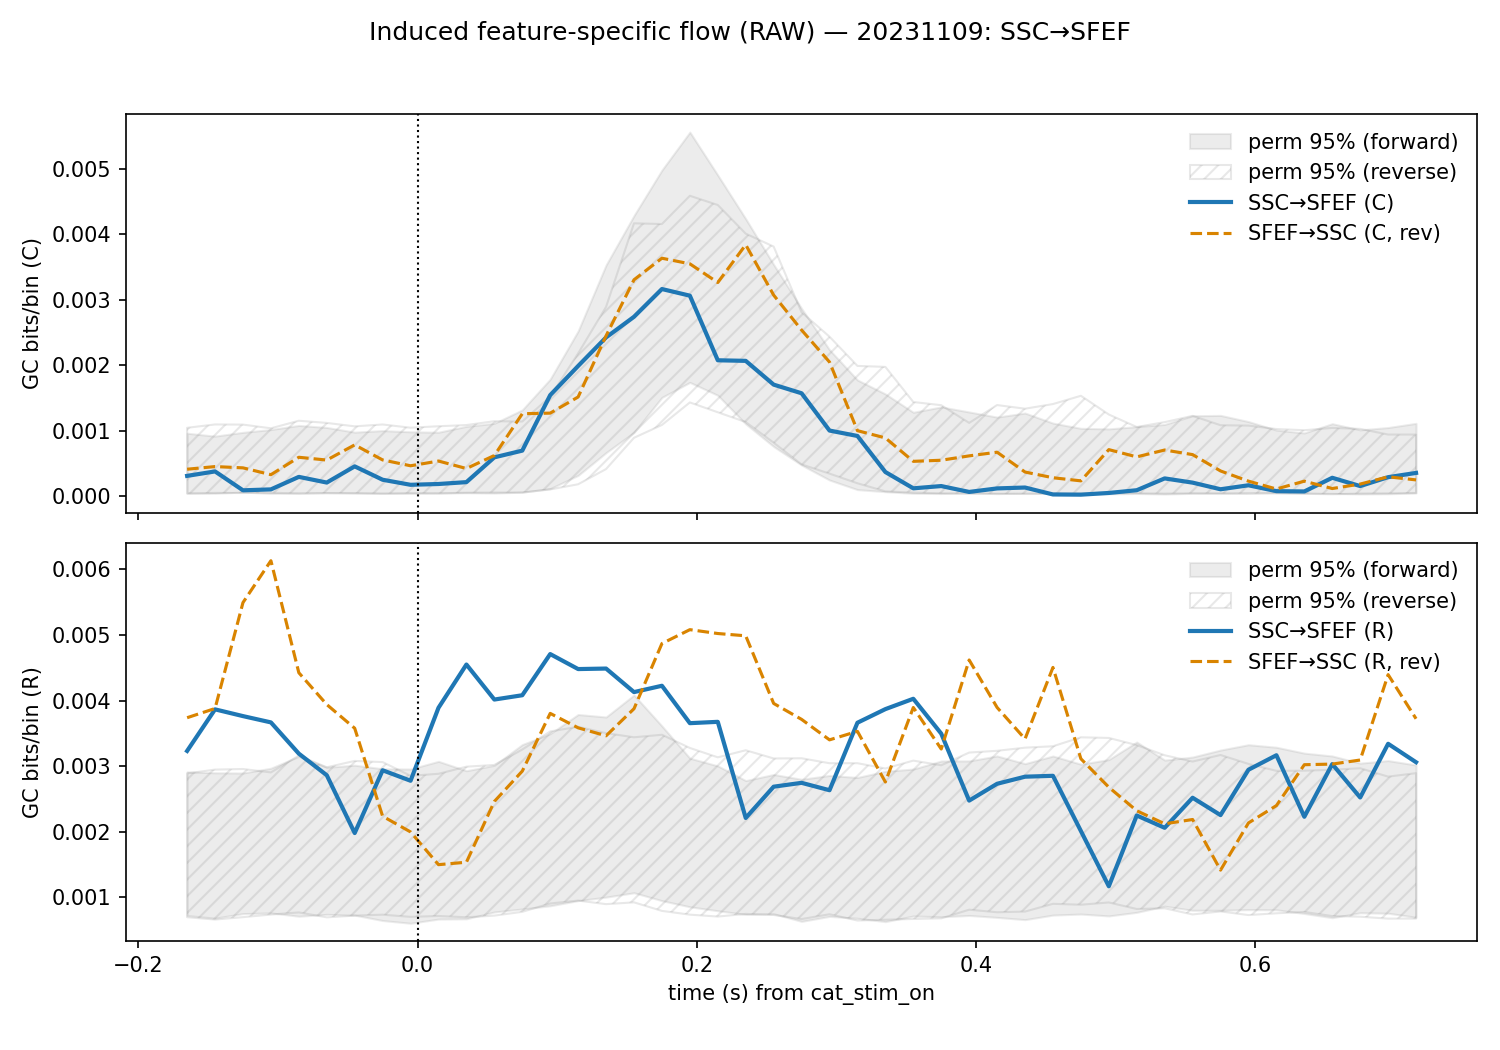 Induced feature-specific flow (RAW) — 20231109: SSC→SFEF
GC bits/bin (C)
0.005
0.004
0.003
0.002
0.001
0.000
perm 95% (forward)
perm 95% (reverse)
SSC→SFEF (C)
SFEF→SSC (C, rev)
GC bits/bin (R)
0.006
0.005
0.004
0.003
0.002
0.001
perm 95% (forward)
perm 95% (reverse)
SSC→SFEF (R)
SFEF→SSC (R, rev)
−0.2 0.0 0.2 0.4 0.6
time (s) from cat_stim_on